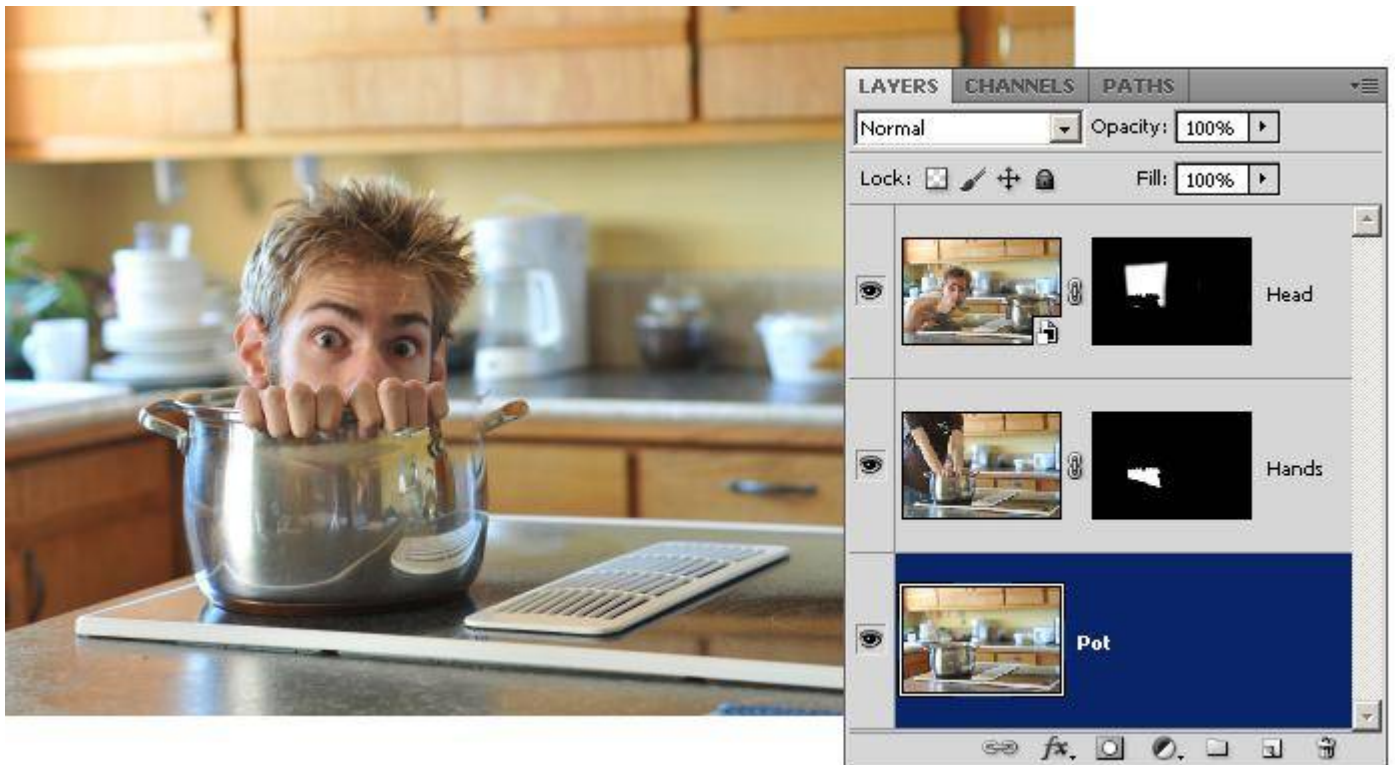 LAYERS CHANNELS PATHS
Normal Opacity: 100%
Lock: Fill: 100%
Head
Hands
Pot
fx.